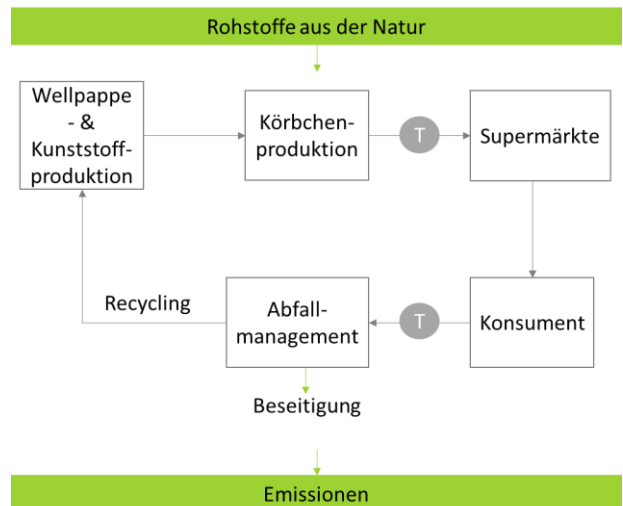 Rohstoffe aus der Natur
Wellpappe
- &
Kunststoff-
produktion
Körbchen-
produktion
T
Supermärkte
Recycling
Abfall-
management
T
Konsument
Beseitigung
Emissionen